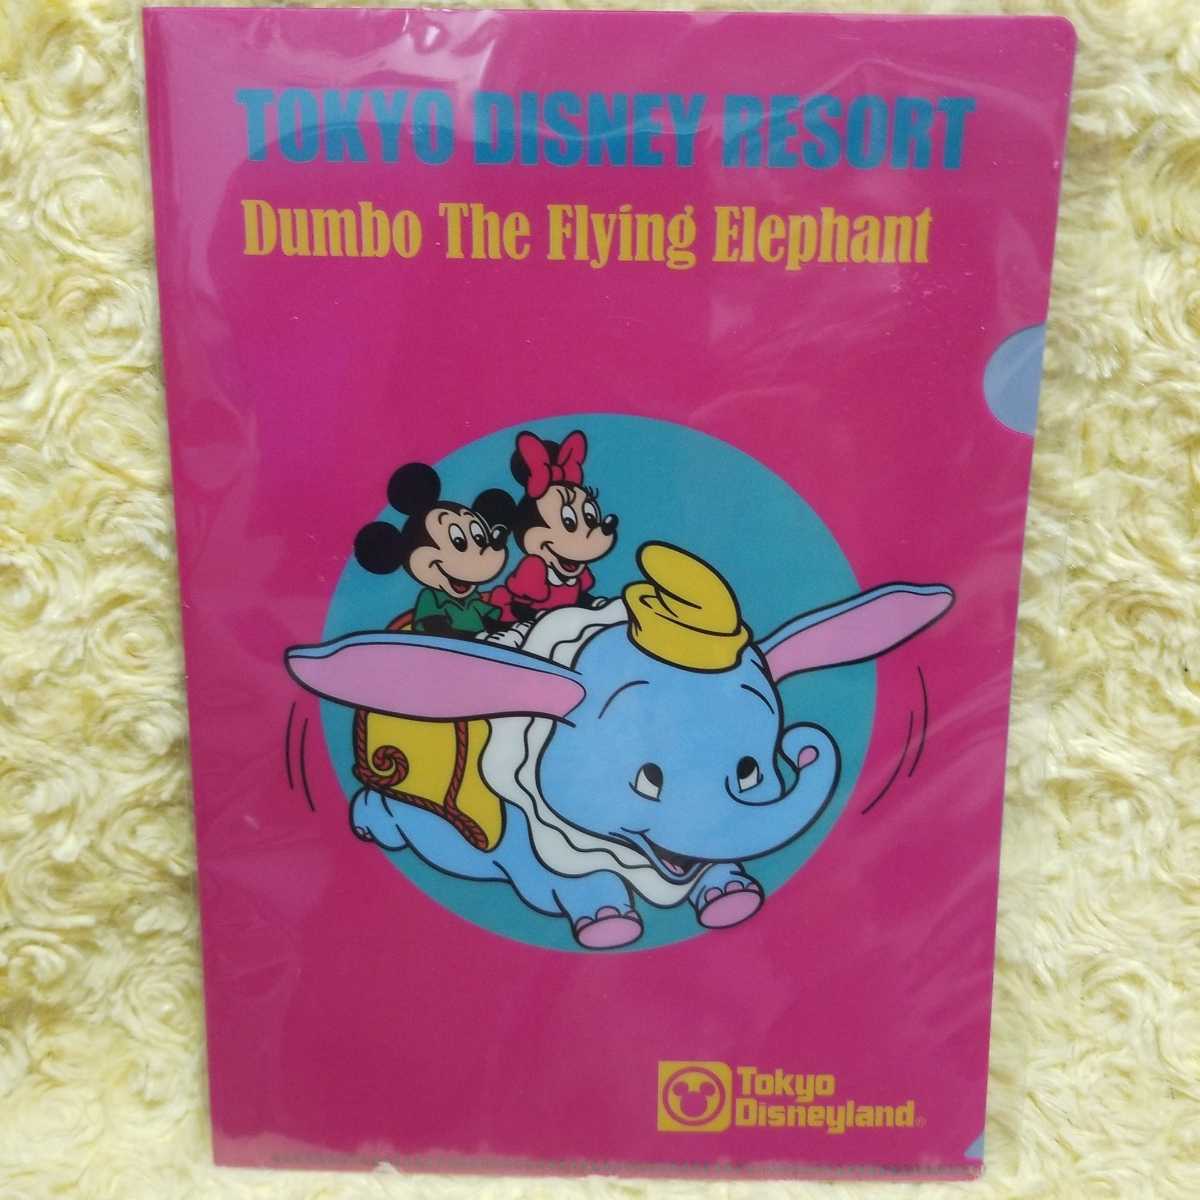 TOKYO DISNEY RESORT
Dumbo The Flying Elephant
Tokyo
Disneyland®